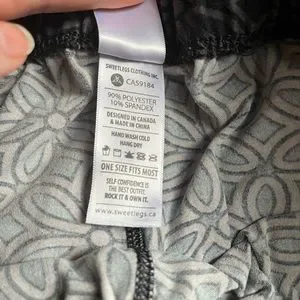 SWEETLEGS CLOTHING INC.
CA59184
90% POLYESTER
10% SPANDEX
DESIGNED IN CANADA
& MADE IN CHINA
HAND WASH COLD
HANG DRY
ONE SIZE FITS MOST
SELF CONFIDENCE IS
THE BEST OUTFIT.
ROCK IT & OWN IT.
www.sweetlegs.ca